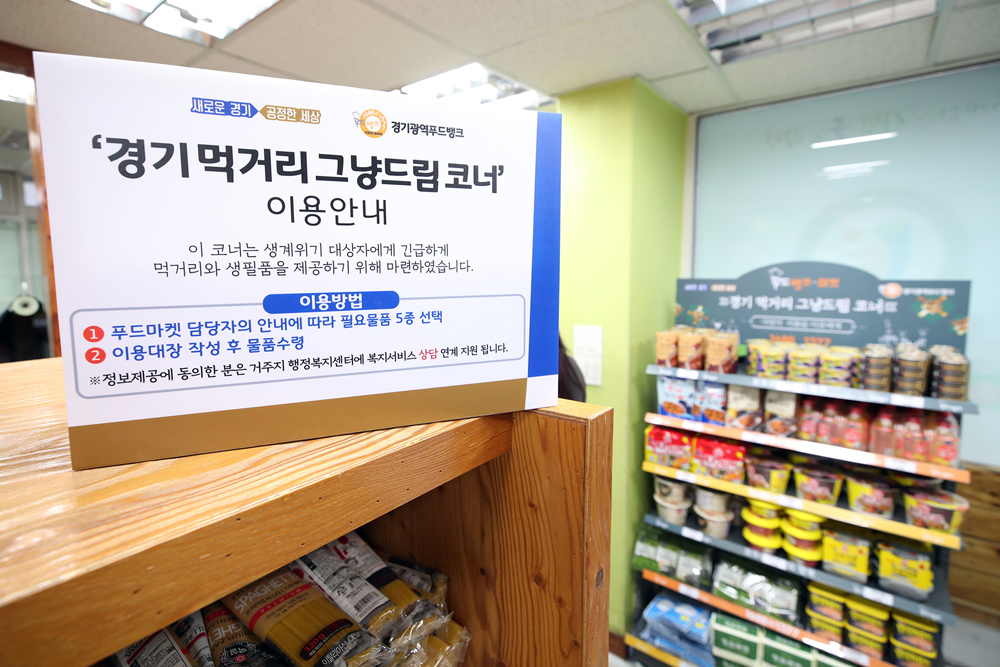 새로운 경기 공정한 세상
경기광역푸드뱅크
‘경기 먹거리 그냥드림 코너’
이용안내
이 코너는 생계위기 대상자에게 긴급하게
먹거리와 생필품을 제공하기 위해 마련하였습니다.
이용방법
1 푸드마켓 담당자의 안내에 따라 필요물품 5종 선택
2 이용대장 작성 후 물품수령
※정보제공에 동의한 분은 거주지 행정복지센터에 복지서비스 상담 연계 지원 됩니다.
경기 먹거리 그냥드림 코너
SPAGHETTI